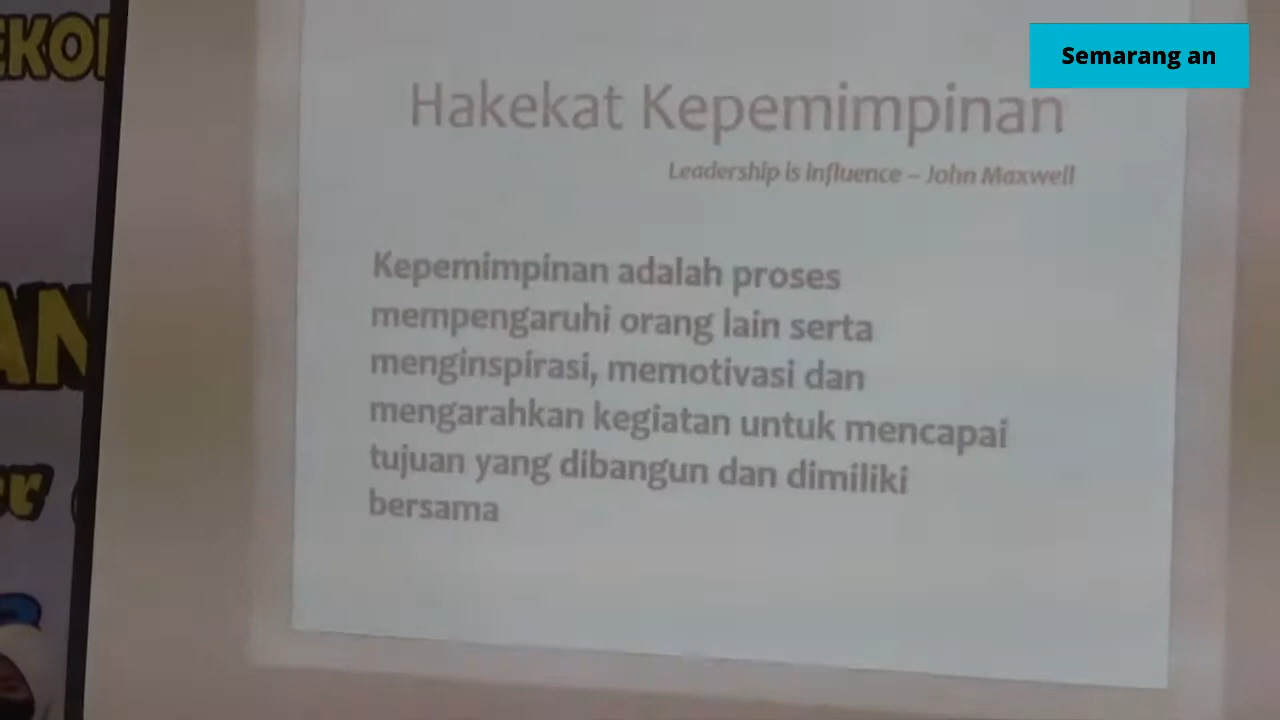 Semarang an
Hakekat Kepemimpinan
Leadership is influence – John Maxwell
Kepemimpinan adalah proses
mempengaruhi orang lain serta
menginspirasi, memotivasi dan
mengarahkan kegiatan untuk mencapai
tujuan yang dibangun dan dimiliki
bersama
AN